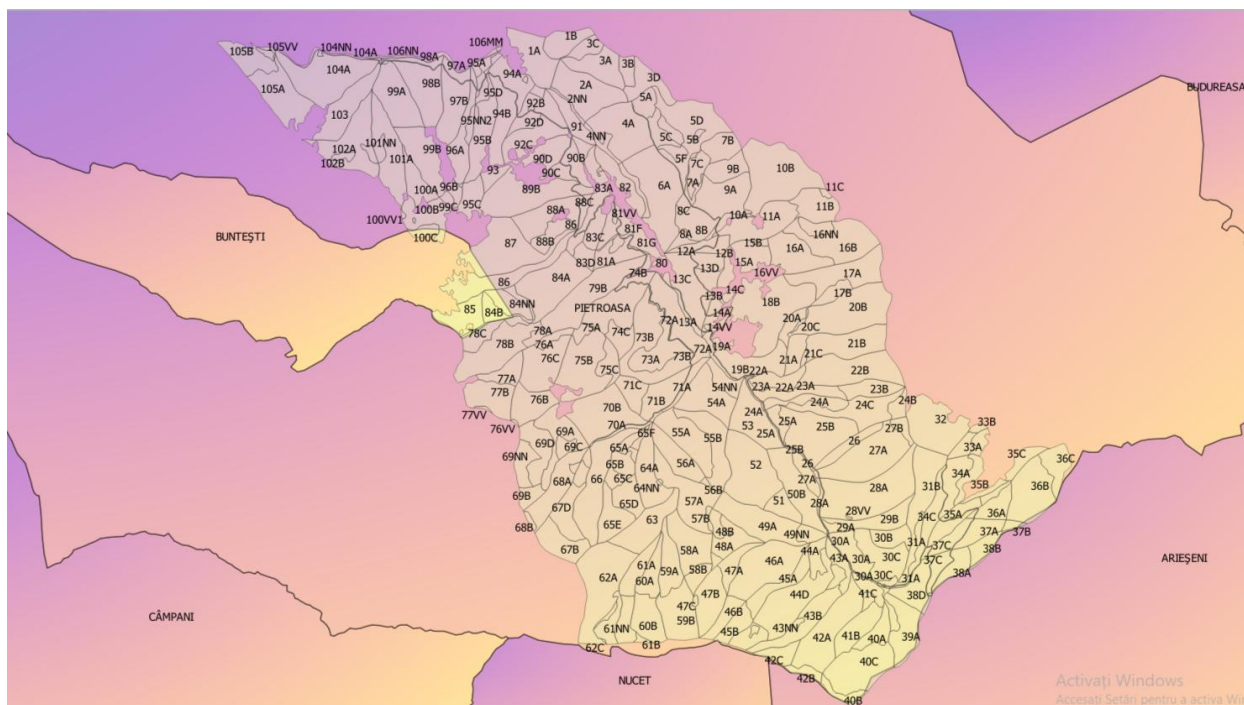 1B
105VV 104NN 106NN 106MM 3C
105B 104A 98A 1A 3A
97A 95A 3B
104A 94A 3D
105A 98B 2A BUDUREASA
99A 95D 2NN 5A
97B 92B
103 94B 4A 5D
95NN2 92D 91
101NN 95B 4NN 5C 5B 7B
102A 99B 96A 92C 5F
102B 101A 90D 90B 7C 9B 10B
93 90C 7A
100A 96B 89B 83A 82 6A 9A 11C
100B 99C 95C 88C
100VV1 88A 81VV 8C 10A 11A 11B
86 81F
100C 83C 8A 8B 16NN
BUNTEȘTI 87 88B 81G 15B 16A 16B
12A 12B
83D 81A 80 13D 15A
84A 74B 13C 16VV 17A
86 79B 14C
13B 17B
84NN PIETROASA 18B 20B
85 84B 14A
72A 13A 20A
78C 78A 75A 74C 14VV 20C
78B 76A 73B 72A 19A 21B
76C 75B 73A 73B 21A 21C
75C 19B 22A 22B
77A 71C 71A 54NN 23A 22A 23A
77B 76B 71B 54A 23B
70B 24A 24C 24B
77VV 24A
76VV 70A 53 25A 25B 32 33B
69A 65F 55A 25A 27B
69D 69C 65A 55B 26 33A
69NN 25B 27A 35C
65B 64A 56A 52 26 34A 36C
68A 66 65C 27A
69B 64NN 56B 50B 28A 31B 35B 36B
67D 65D 57A 51 28A
68B 65E 63 57B 28VV 34C 35A 36A
49A 29A 29B
48B 49NN 30B 37A 37B
67B 58A 48A 44A 30A 31A 37C 38B
61A 46A 43A 30A 30C 37C ARIEȘENI
62A 59A 58B 47A 45A 30A 30C 31A 38A
60A
47B 44D 41C 38D
47C 46B 43B
61NN 60B 59B 45B 43NN 42A 41B 40A 39A
CÂMPANI 62C 61B 42C 40C
NUCET 42B
40B
Activați Windows
Accesați Setări pentru a activa Win